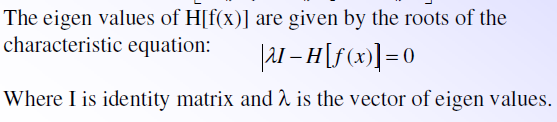 The eigen values of H[f(x)] are given by the roots of the
characteristic equation: |λI – H[f(x)]| = 0
Where I is identity matrix and λ is the vector of eigen values.